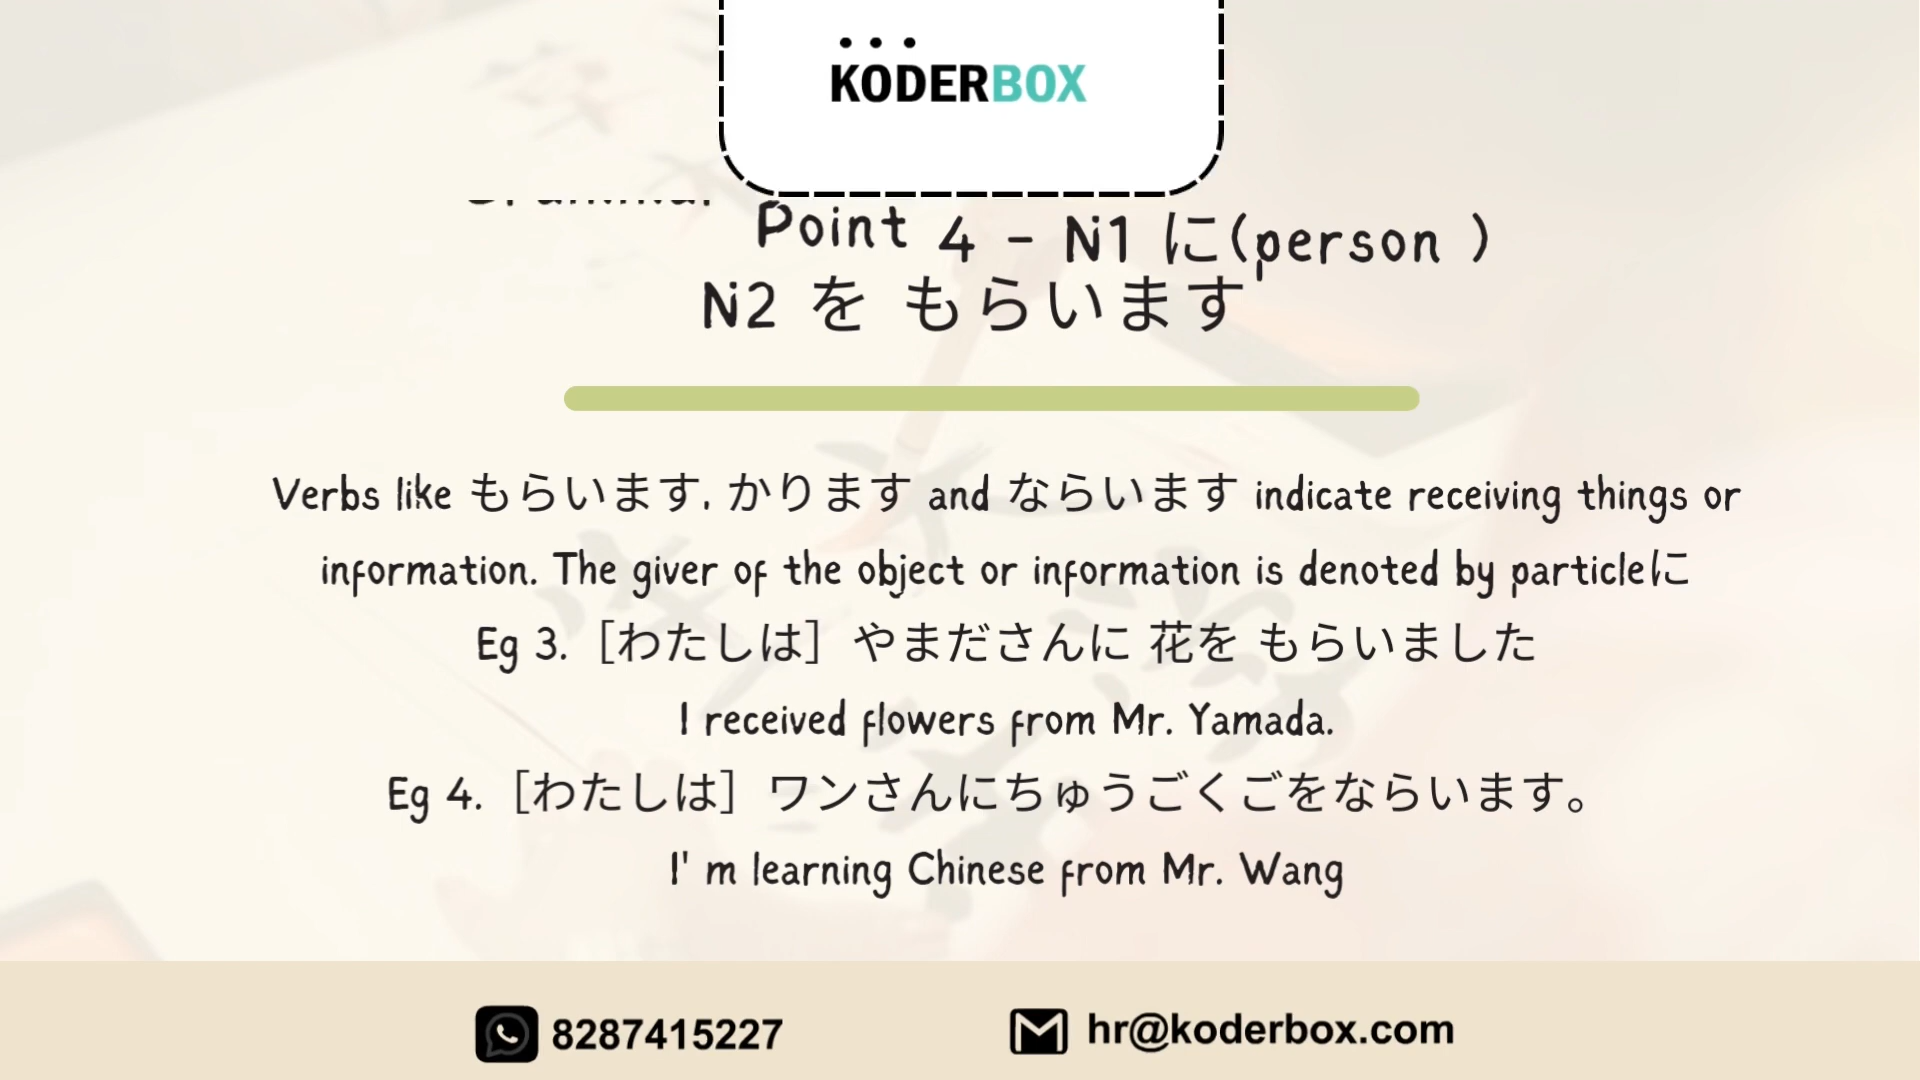 KODERBOX
Point 4 - N1 に(person )
N2 を もらいます
Verbs like もらいます, かります and ならいます indicate receiving things or
information. The giver of the object or information is denoted by particleに
Eg 3.［わたしは］やまださんに 花を もらいました
I received flowers from Mr. Yamada.
Eg 4.［わたしは］ワンさんにちゅうごくごをならいます。
I' m learning Chinese from Mr. Wang
8287415227
hr@koderbox.com